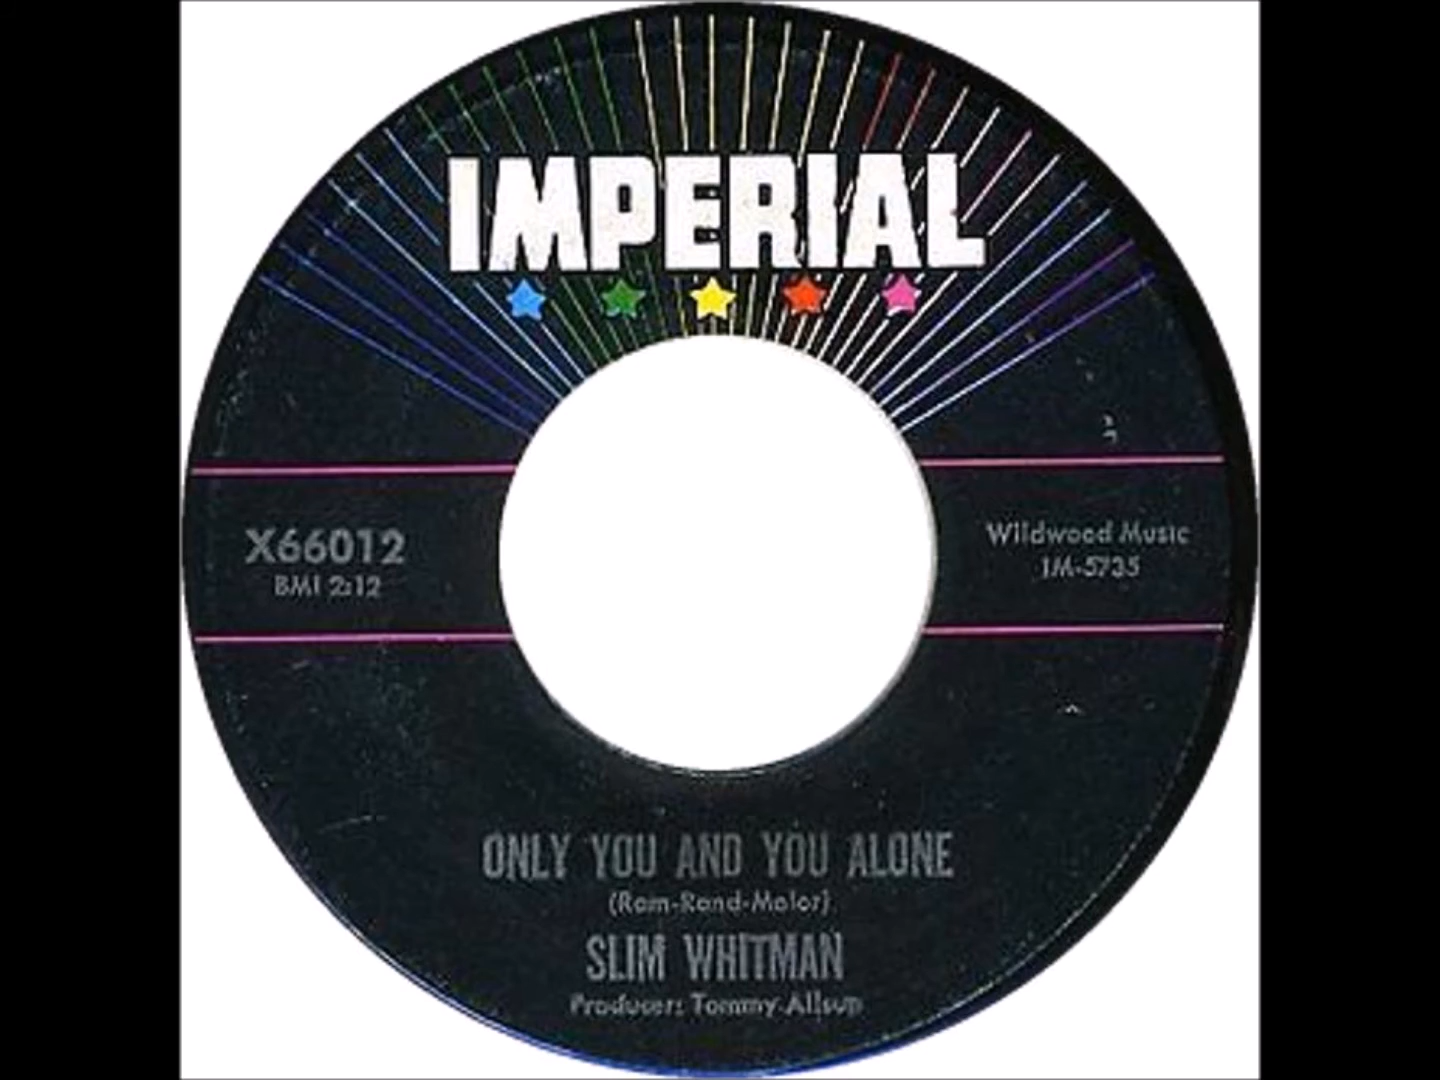 IMPERIAL
X66012
BMI 2:12
Wildwood Music
IM-5735
ONLY YOU AND YOU ALONE
(Ram-Rand-Malor)
SLIM WHITMAN
Producer: Tommy Allsup